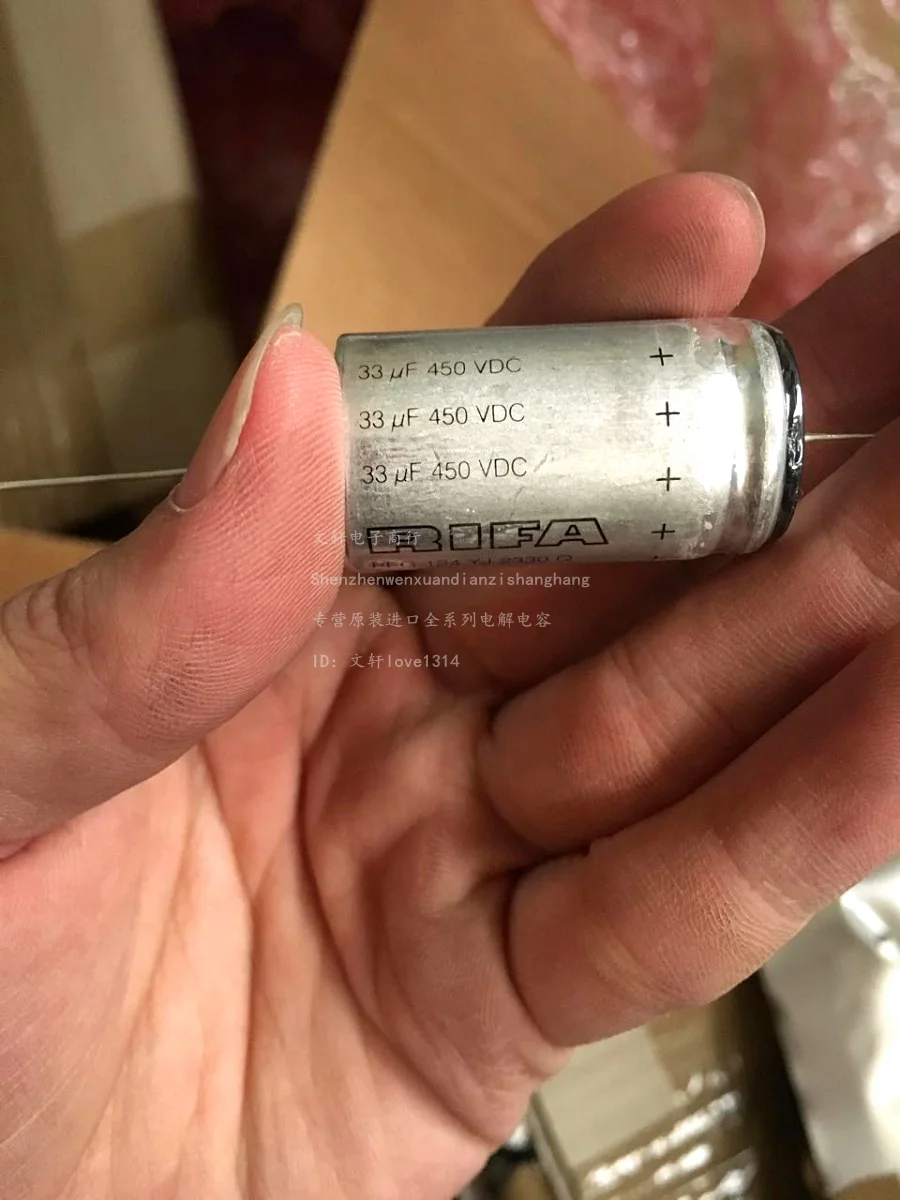 33 µF 450 VDC +
33 µF 450 VDC +
33 µF 450 VDC +
RIFA +
124
文轩电子商行
Shenzhenwenxuandianzishanghang
专营原装进口全系列电解电容
ID: 文轩love1314